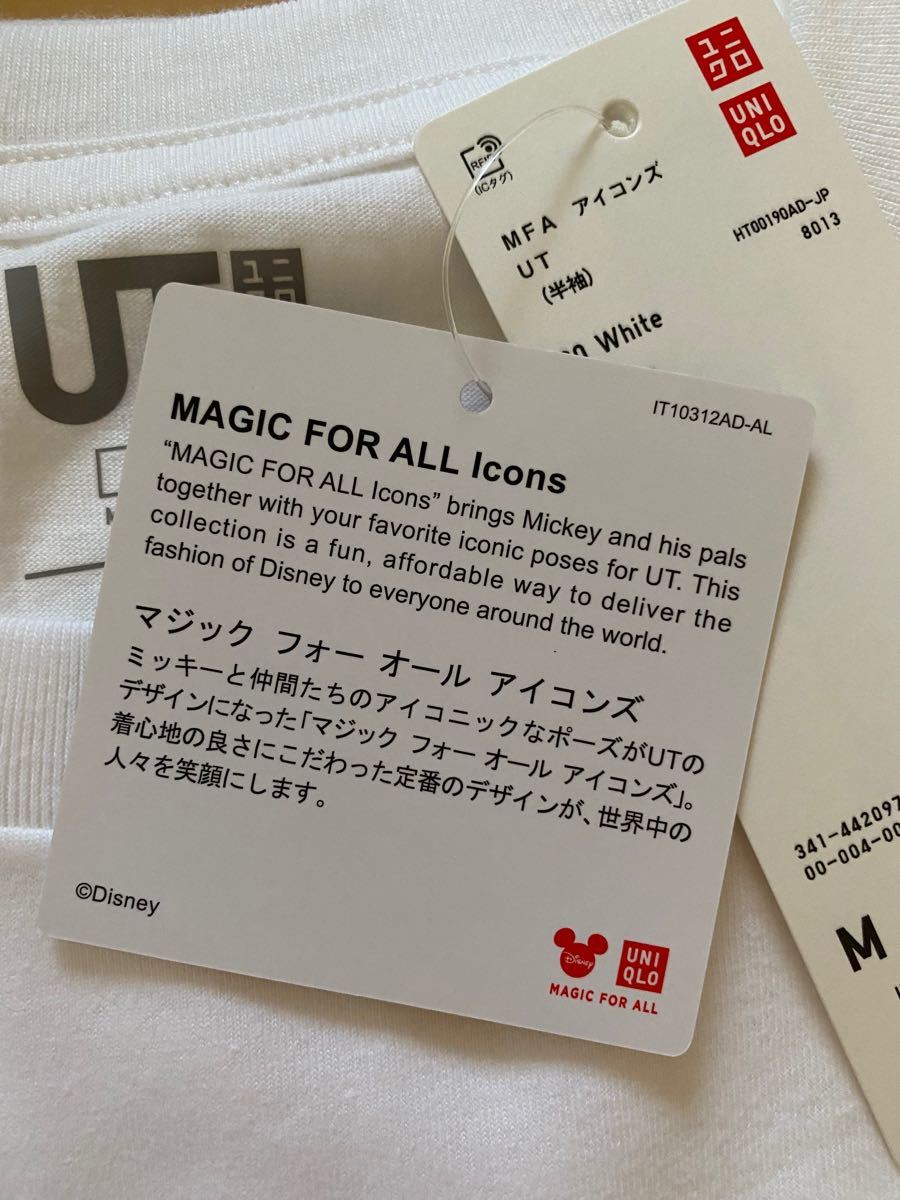 ユニ
クロ
UNI
QLO
RFID
(ICタグ)
MFA アイコンズ
UT
(半袖)
HT00190AD-JP
8013
White
UT
IT10312AD-AL
MAGIC FOR ALL Icons
“MAGIC FOR ALL Icons” brings Mickey and his pals
together with your favorite iconic poses for UT. This
collection is a fun, affordable way to deliver the
fashion of Disney to everyone around the world.
マジック フォー オール アイコンズ
ミッキーと仲間たちのアイコニックなポーズがUTの
デザインになった「マジック フォー オール アイコンズ」。
着心地の良さにこだわった定番のデザインが、世界中の
人々を笑顔にします。
©Disney
Disney
UNI
QLO
MAGIC FOR ALL
341-442097
00-004-00
M